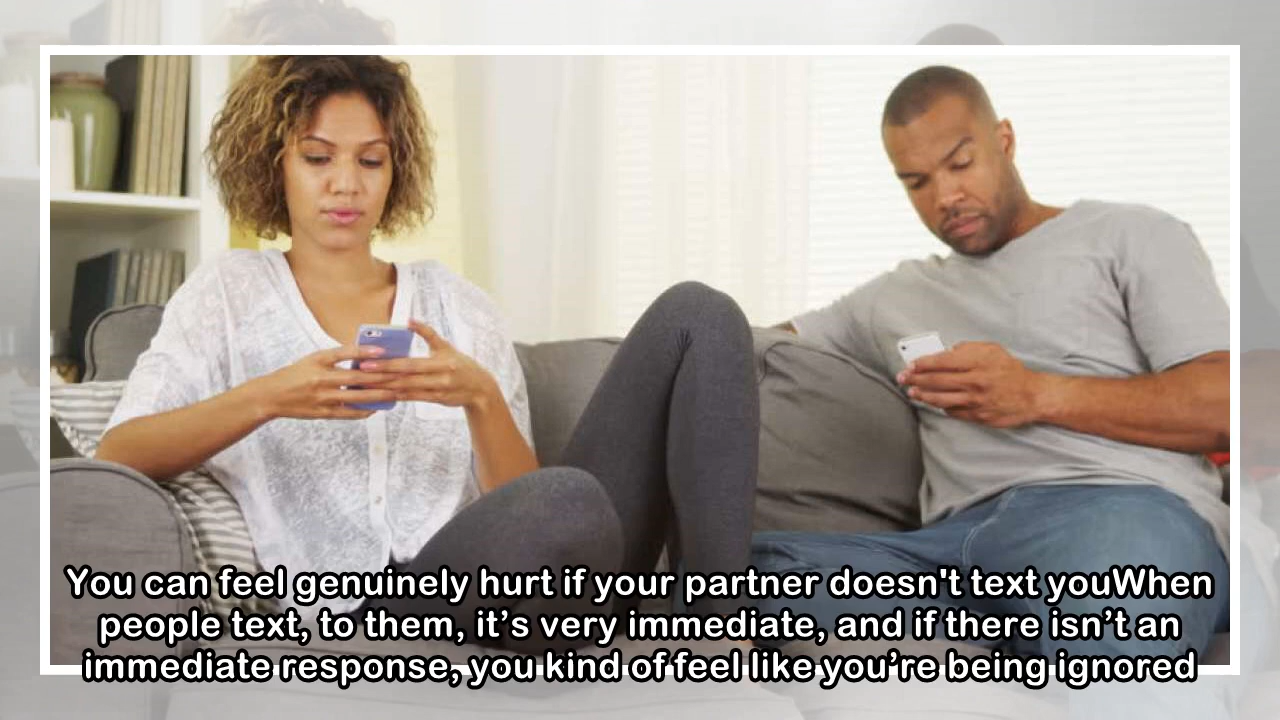 You can feel genuinely hurt if your partner doesn't text youWhen
people text, to them, it’s very immediate, and if there isn’t an
immediate response, you kind of feel like you’re being ignored